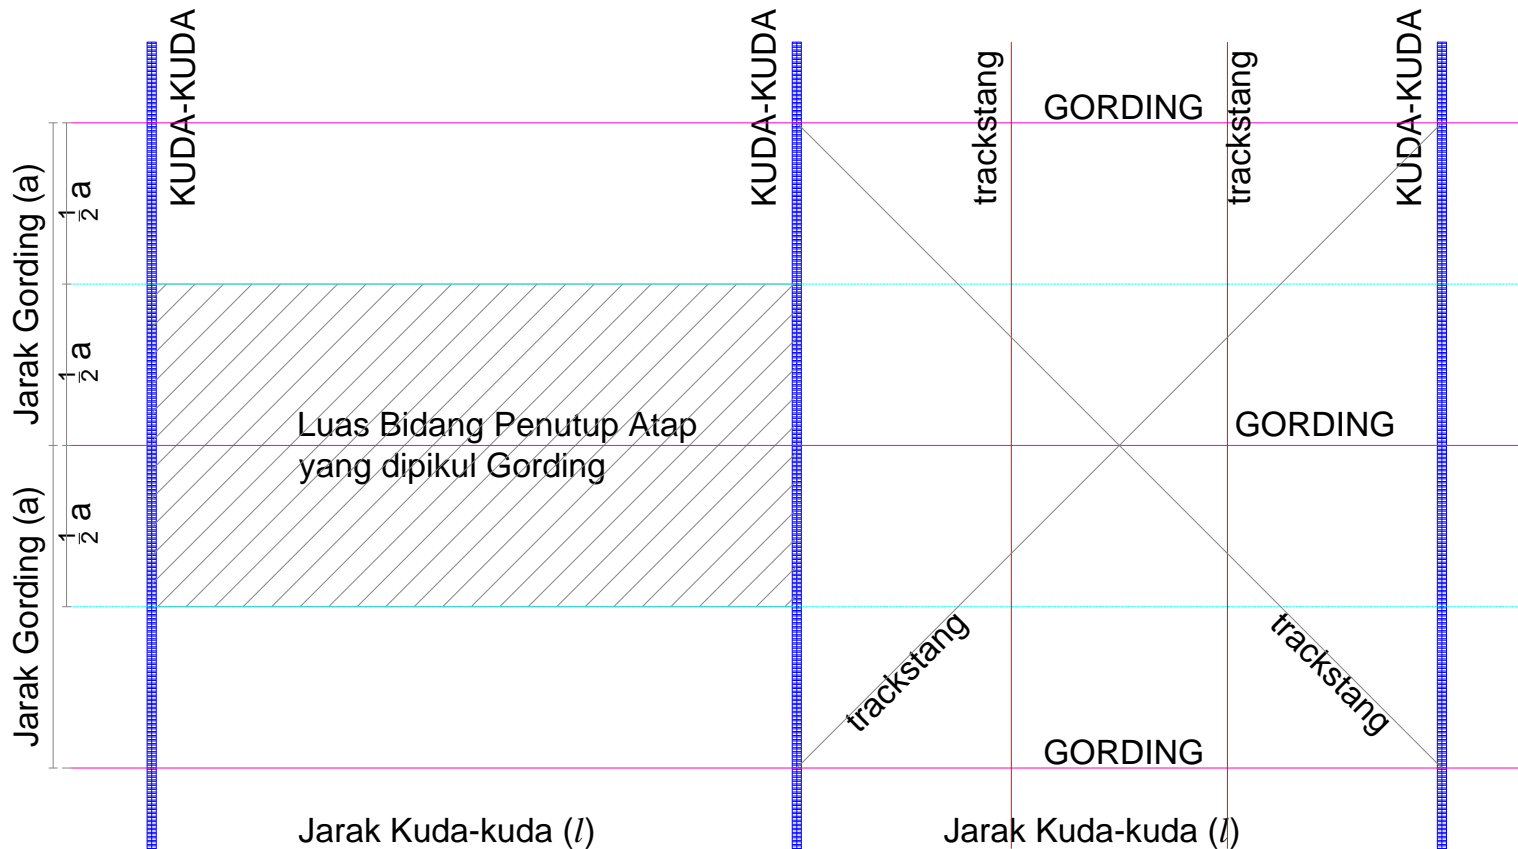 KUDA-KUDA
KUDA-KUDA
KUDA-KUDA
trackstang
trackstang
GORDING
Jarak Gording (a)
1/2 a
1/2 a
Luas Bidang Penutup Atap
yang dipikul Gording
GORDING
Jarak Gording (a)
1/2 a
trackstang
trackstang
GORDING
Jarak Kuda-kuda (l)
Jarak Kuda-kuda (l)